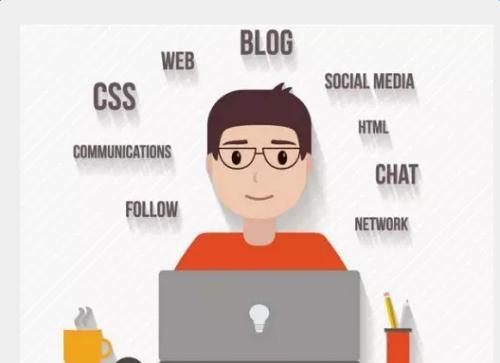 BLOG
WEB
SOCIAL MEDIA
CSS
HTML
COMMUNICATIONS
CHAT
FOLLOW
NETWORK